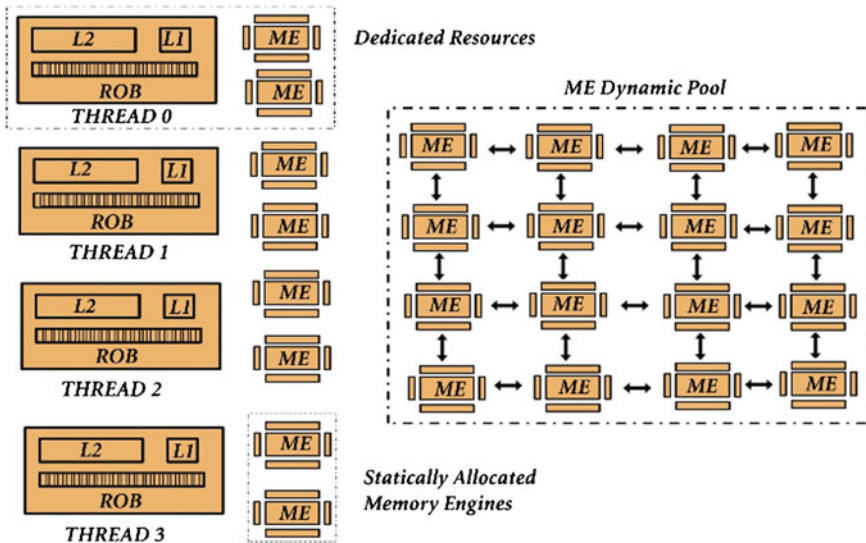 L2 L1 ME
Dedicated Resources
ROB ME
THREAD 0
ME Dynamic Pool
ME ME ME ME
L2 L1 ME
ROB ME
THREAD 1
ME ME ME ME
L2 L1 ME
ROB ME
THREAD 2
ME ME ME ME
ME ME ME ME
L2 L1 ME
ROB ME
THREAD 3
Statically Allocated
Memory Engines